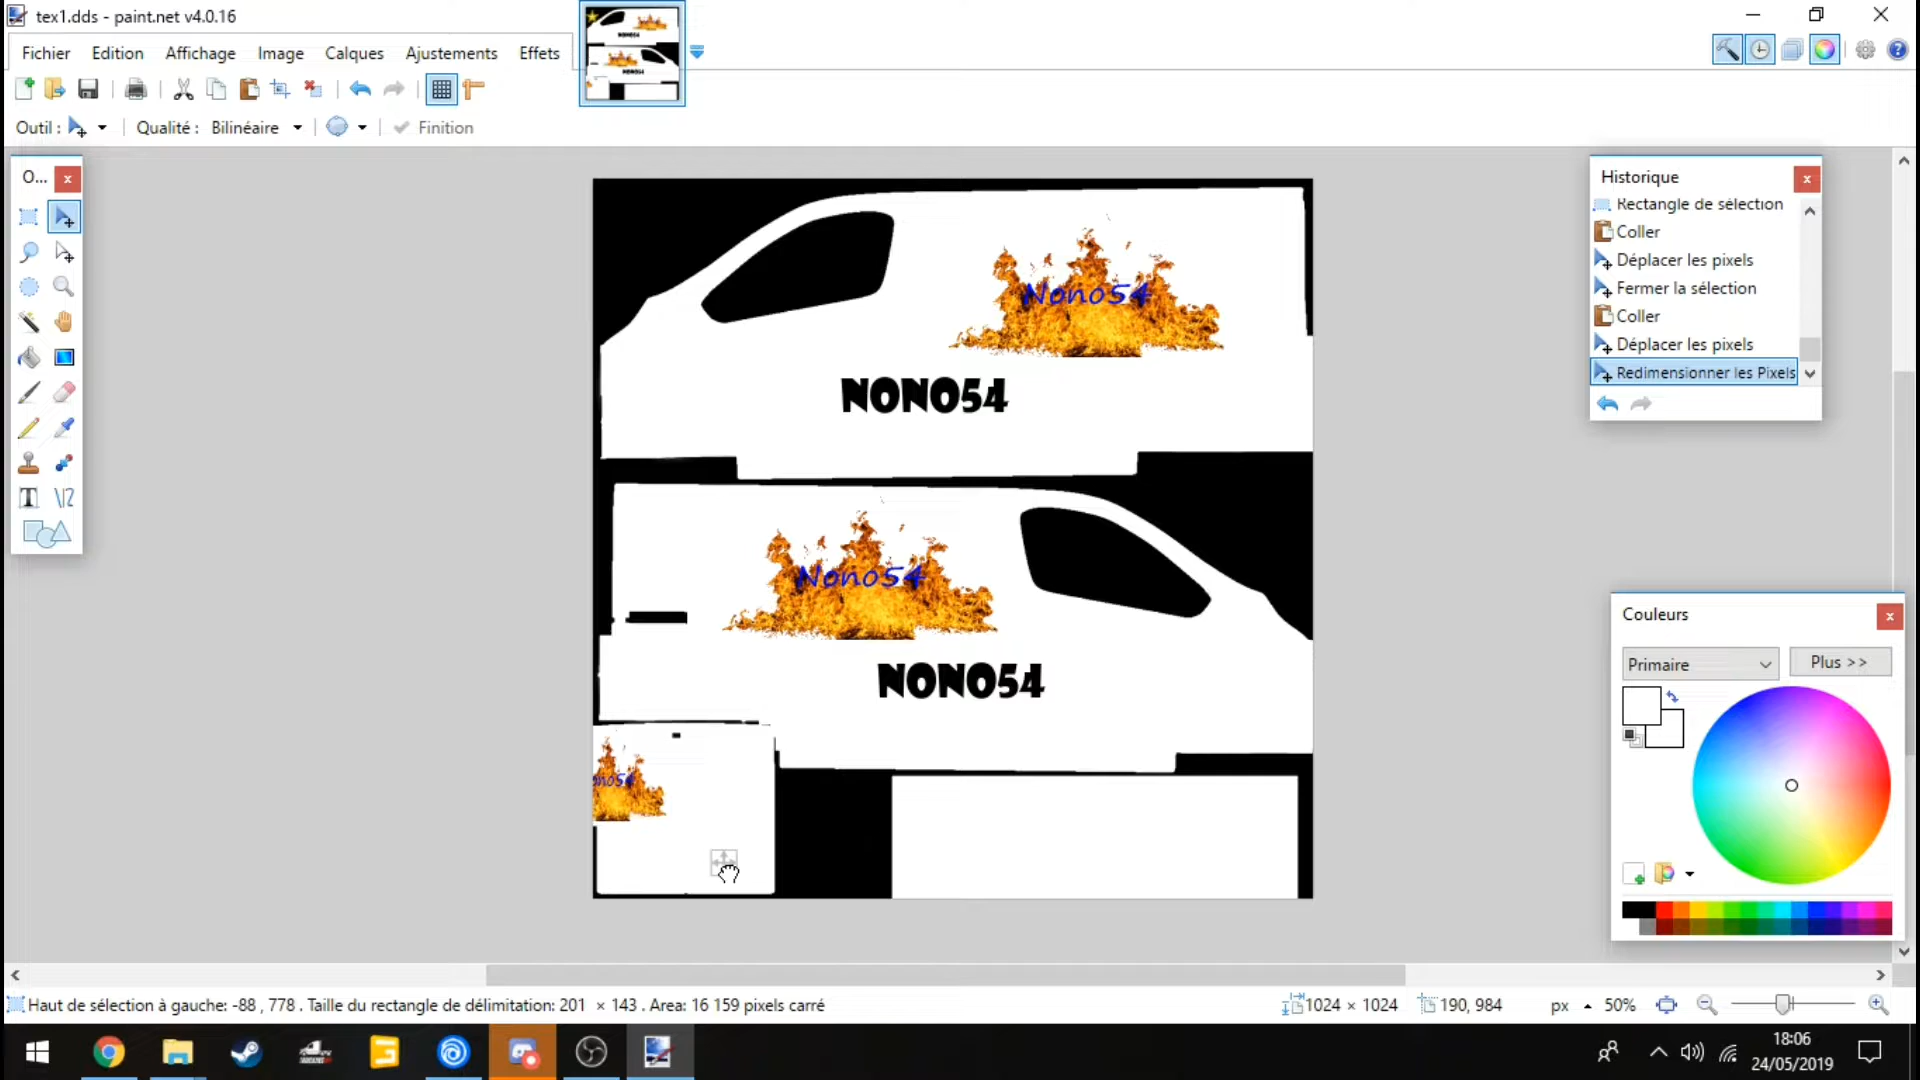 tex1.dds - paint.net v4.0.16
Fichier Edition Affichage Image Calques Ajustements Effets
Outil : Qualité : Bilinéaire Finition
O...
Historique
Rectangle de sélection
Coller
Déplacer les pixels
Fermer la sélection
Coller
Déplacer les pixels
Redimensionner les Pixels
Nono54
NONO54
Nono54
NONO54
ono54
Couleurs
Primaire Plus >>
Haut de sélection à gauche: -88 , 778 . Taille du rectangle de délimitation: 201 × 143 . Area: 16 159 pixels carré
1024 × 1024 190, 984 px 50%
18:06
24/05/2019